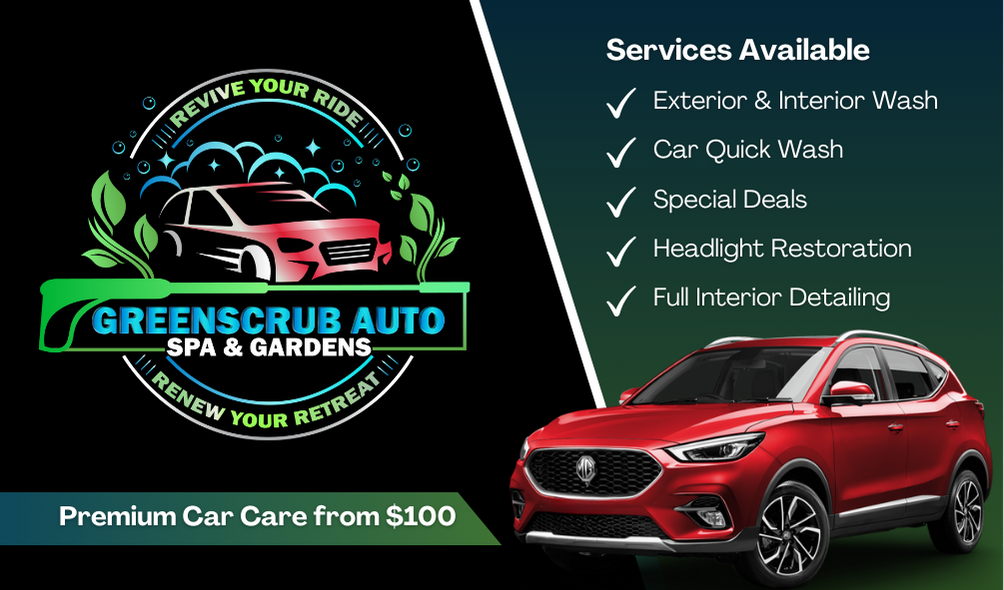 REVIVE YOUR RIDE
GREENSCRUB AUTO
SPA & GARDENS
RENEW YOUR RETREAT
Premium Car Care from $100
Services Available
Exterior & Interior Wash
Car Quick Wash
Special Deals
Headlight Restoration
Full Interior Detailing
MG